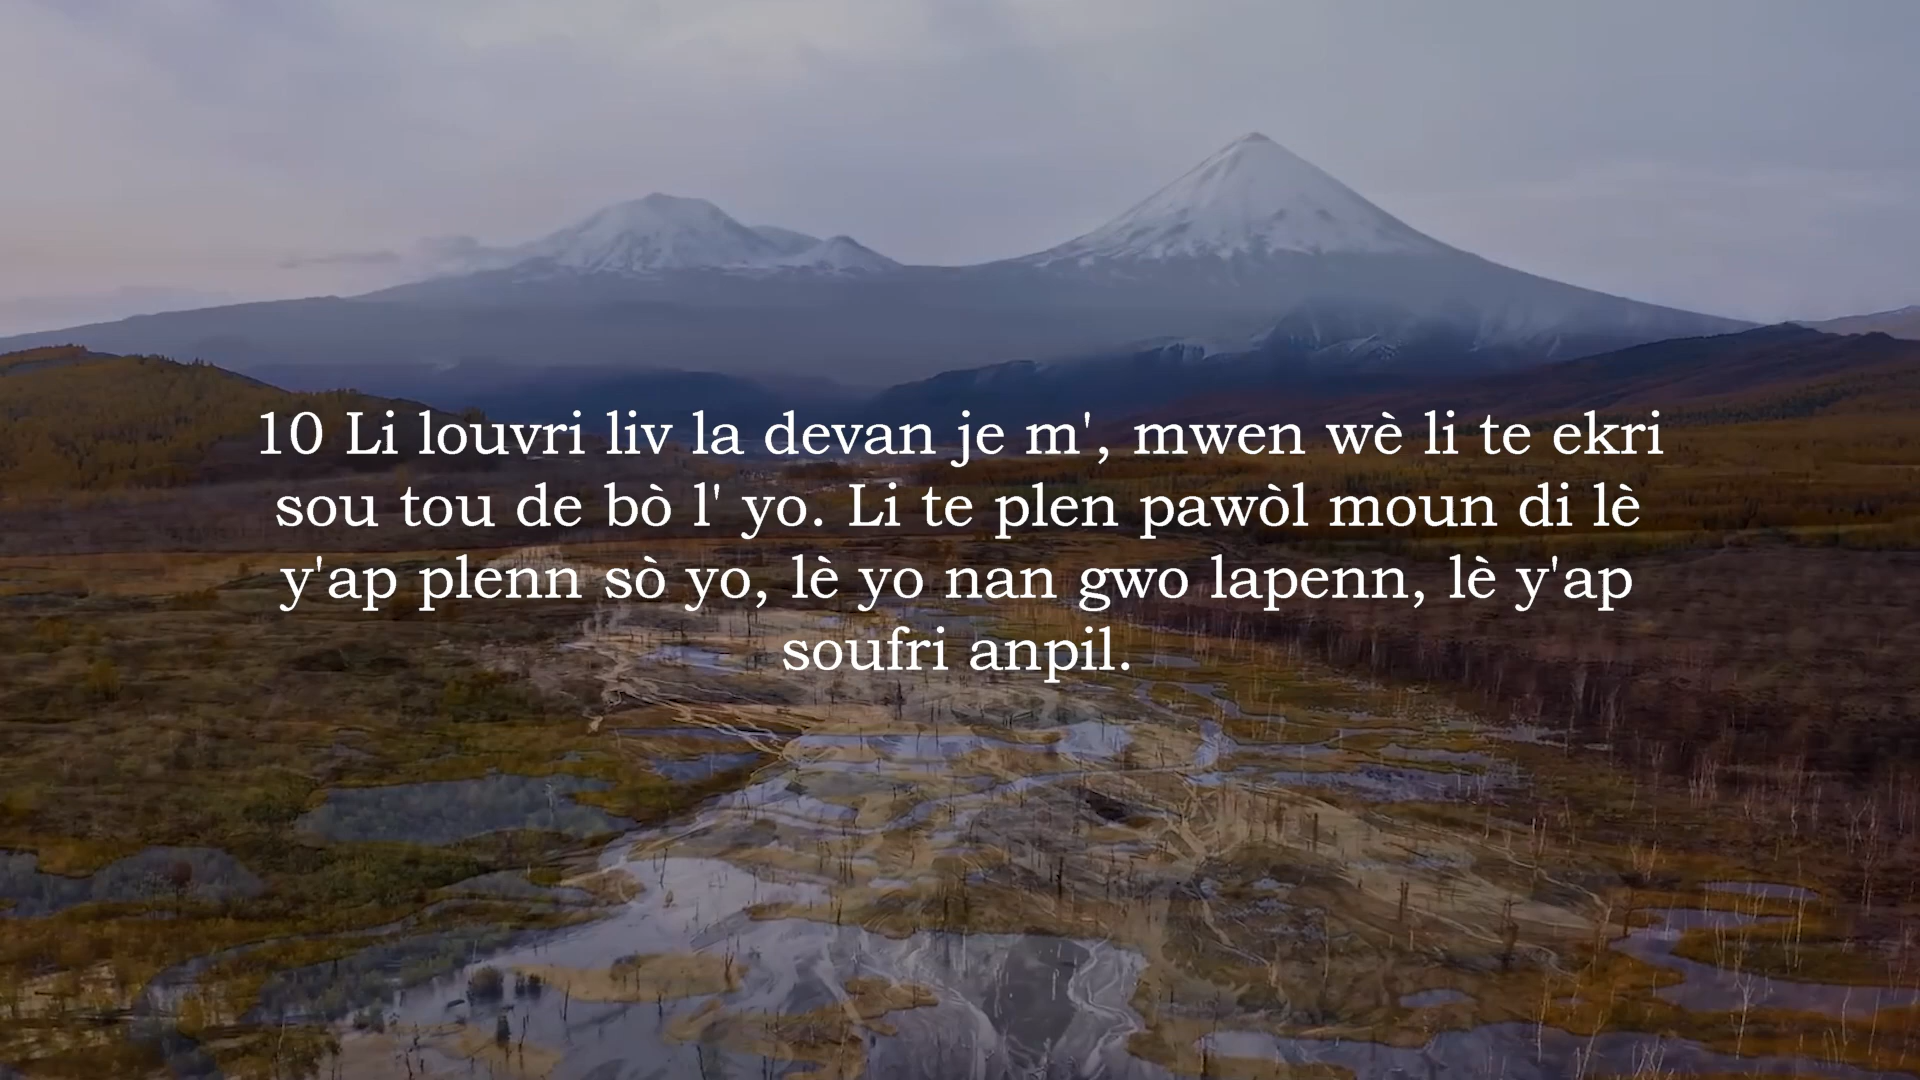 10 Li louvri liv la devan je m', mwen wè li te ekri
sou tou de bò l' yo. Li te plen pawòl moun di lè
y'ap plenn sò yo, lè yo nan gwo lapenn, lè y'ap
soufri anpil.